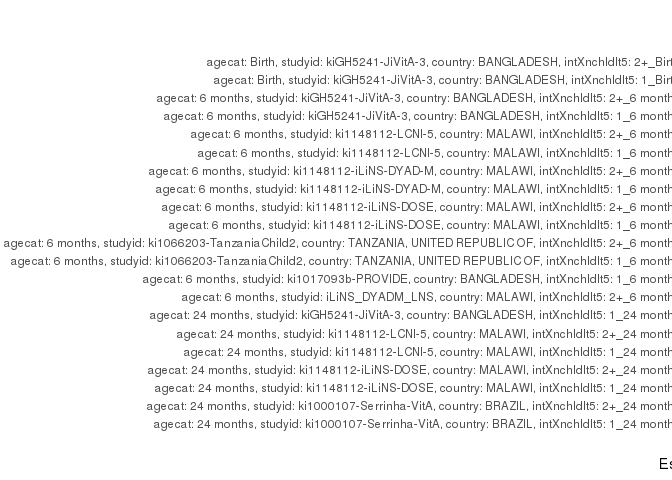 agecat: Birth, studyid: kiGH5241-JiVitA-3, country: BANGLADESH, intXnchldlt5: 2+_Birt
agecat: Birth, studyid: kiGH5241-JiVitA-3, country: BANGLADESH, intXnchldlt5: 1_Birt
agecat: 6 months, studyid: kiGH5241-JiVitA-3, country: BANGLADESH, intXnchldlt5: 2+_6 month
agecat: 6 months, studyid: kiGH5241-JiVitA-3, country: BANGLADESH, intXnchldlt5: 1_6 month
agecat: 6 months, studyid: ki1148112-LCNI-5, country: MALAWI, intXnchldlt5: 2+_6 month
agecat: 6 months, studyid: ki1148112-LCNI-5, country: MALAWI, intXnchldlt5: 1_6 month
agecat: 6 months, studyid: ki1148112-iLiNS-DYAD-M, country: MALAWI, intXnchldlt5: 2+_6 month
agecat: 6 months, studyid: ki1148112-iLiNS-DYAD-M, country: MALAWI, intXnchldlt5: 1_6 month
agecat: 6 months, studyid: ki1148112-iLiNS-DOSE, country: MALAWI, intXnchldlt5: 2+_6 month
agecat: 6 months, studyid: ki1148112-iLiNS-DOSE, country: MALAWI, intXnchldlt5: 1_6 month
agecat: 6 months, studyid: ki1066203-TanzaniaChild2, country: TANZANIA, UNITED REPUBLIC OF, intXnchldlt5: 2+_6 month
agecat: 6 months, studyid: ki1066203-TanzaniaChild2, country: TANZANIA, UNITED REPUBLIC OF, intXnchldlt5: 1_6 month
agecat: 6 months, studyid: ki1017093b-PROVIDE, country: BANGLADESH, intXnchldlt5: 1_6 month
agecat: 6 months, studyid: iLiNS_DYADM_LNS, country: MALAWI, intXnchldlt5: 2+_6 month
agecat: 24 months, studyid: kiGH5241-JiVitA-3, country: BANGLADESH, intXnchldlt5: 1_24 month
agecat: 24 months, studyid: ki1148112-LCNI-5, country: MALAWI, intXnchldlt5: 2+_24 month
agecat: 24 months, studyid: ki1148112-LCNI-5, country: MALAWI, intXnchldlt5: 1_24 month
agecat: 24 months, studyid: ki1148112-iLiNS-DOSE, country: MALAWI, intXnchldlt5: 2+_24 month
agecat: 24 months, studyid: ki1148112-iLiNS-DOSE, country: MALAWI, intXnchldlt5: 1_24 month
agecat: 24 months, studyid: ki1000107-Serrinha-VitA, country: BRAZIL, intXnchldlt5: 2+_24 month
agecat: 24 months, studyid: ki1000107-Serrinha-VitA, country: BRAZIL, intXnchldlt5: 1_24 month
Es